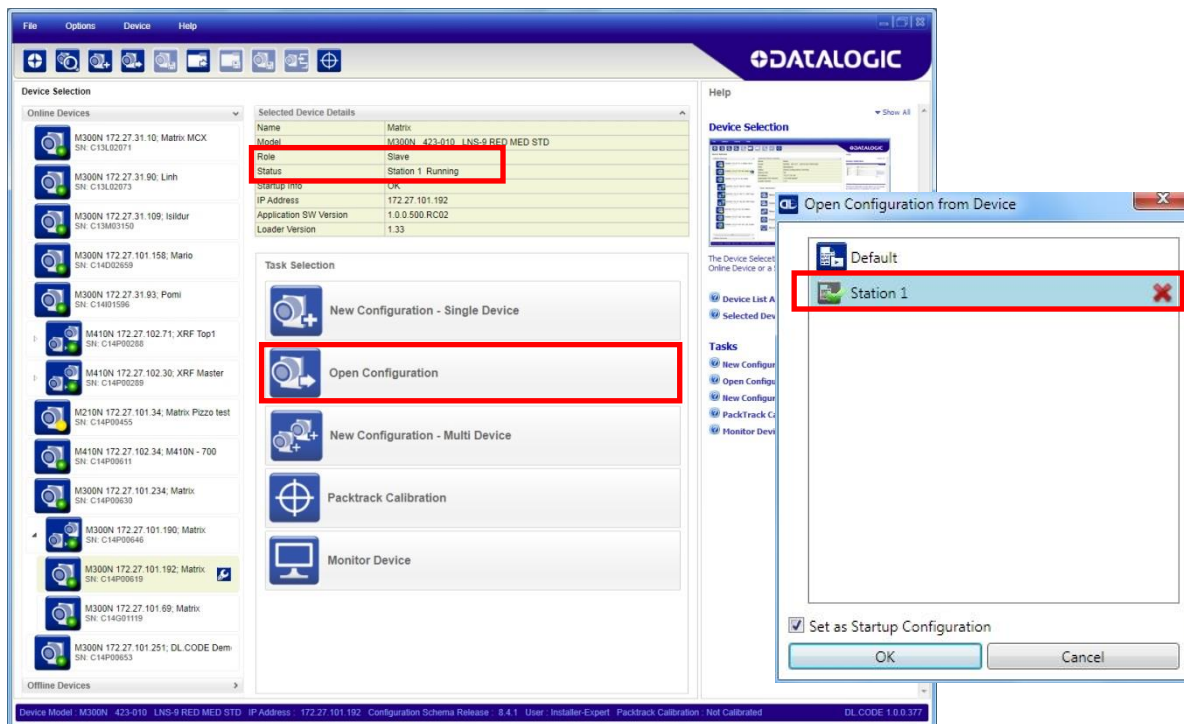 File Options Device Help
DATALOGIC
Device Selection
Online Devices
M300N 172.27.31.10; Matrix MCX
SN: C13L02071
M300N 172.27.31.90; Linh
SN: C13L02073
M300N 172.27.31.109; Isildur
SN: C13M03150
M300N 172.27.101.158; Mario
SN: C14D02659
M300N 172.27.31.93; Pomi
SN: C14I01596
M410N 172.27.102.71; XRF Top1
SN: C14P00288
M410N 172.27.102.30; XRF Master
SN: C14P00289
M210N 172.27.101.34; Matrix Pizzo test
SN: C14P00455
M410N 172.27.102.34; M410N - 700
SN: C14P00611
M300N 172.27.101.234; Matrix
SN: C14P00630
M300N 172.27.101.190; Matrix
SN: C14P00646
M300N 172.27.101.192; Matrix
SN: C14P00619
M300N 172.27.101.69; Matrix
SN: C14G01119
M300N 172.27.101.251; DL.CODE Dem
SN: C14P00653
Offline Devices
Selected Device Details
Name Matrix
Model M300N 423-010 LNS-9 RED MED STD
Role Slave
Status Station 1 Running
Startup Info OK
IP Address 172.27.101.192
Application SW Version 1.0.0.500 RC02
Loader Version 1.33
Task Selection
New Configuration - Single Device
Open Configuration
New Configuration - Multi Device
Packtrack Calibration
Monitor Device
Help
Show All
Device Selection
The Device Select
Online Device or a
Device List A
Selected Dev
Tasks
New Configur
Open Configu
New Configur
PackTrack Ca
Monitor Devi
Open Configuration from Device
Default
Station 1
Set as Startup Configuration
OK Cancel
Device Model : M300N 423-010 LNS-9 RED MED STD IP Address : 172.27.101.192 Configuration Schema Release : 8.4.1 User : Installer-Expert Packtrack Calibration : Not Calibrated DL.CODE 1.0.0.377